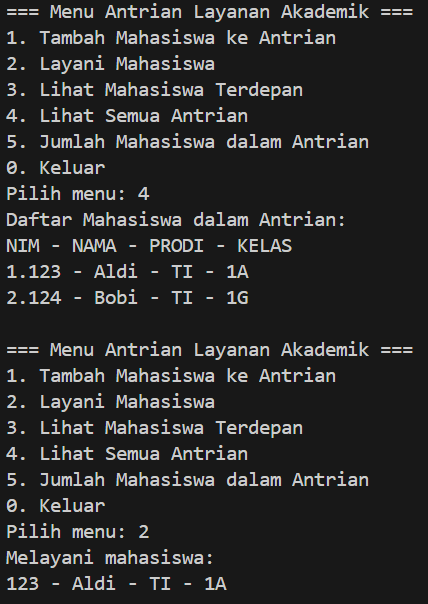 === Menu Antrian Layanan Akademik ===
1. Tambah Mahasiswa ke Antrian
2. Layani Mahasiswa
3. Lihat Mahasiswa Terdepan
4. Lihat Semua Antrian
5. Jumlah Mahasiswa dalam Antrian
0. Keluar
Pilih menu: 4
Daftar Mahasiswa dalam Antrian:
NIM - NAMA - PRODI - KELAS
1.123 - Aldi - TI - 1A
2.124 - Bobi - TI - 1G

=== Menu Antrian Layanan Akademik ===
1. Tambah Mahasiswa ke Antrian
2. Layani Mahasiswa
3. Lihat Mahasiswa Terdepan
4. Lihat Semua Antrian
5. Jumlah Mahasiswa dalam Antrian
0. Keluar
Pilih menu: 2
Melayani mahasiswa:
123 - Aldi - TI - 1A